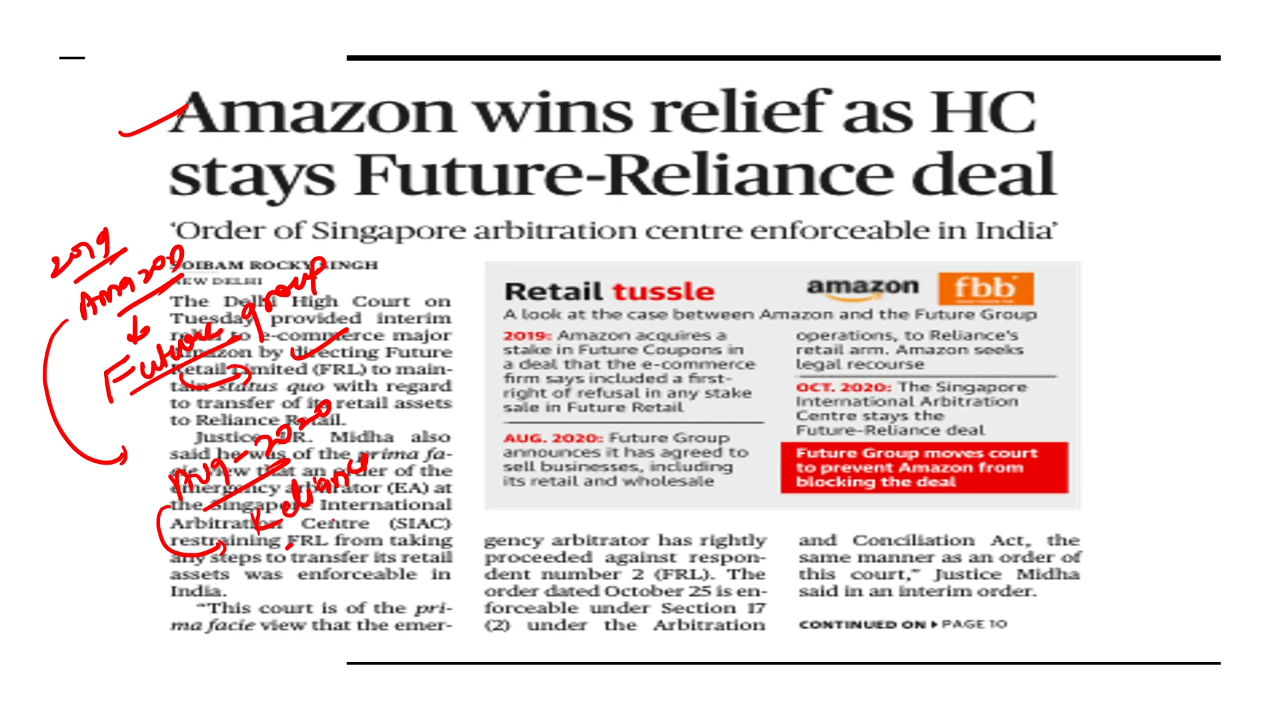 Amazon wins relief as HC
stays Future-Reliance deal
'Order of Singapore arbitration centre enforceable in India'
SOIBAM ROCKY SINGH
NEW DELHI
The Delhi High Court on
Tuesday provided interim
relief to e-commerce major
Amazon by directing Future
Retail Limited (FRL) to main-
tain status quo with regard
to transfer of its retail assets
to Reliance Retail.
Justice J.R. Midha also
said he was of the prima fa-
cie view that an order of the
emergency arbitrator (EA) at
the Singapore International
Arbitration Centre (SIAC)
restraining FRL from taking
any steps to transfer its retail
assets was enforceable in
India.
"This court is of the pri-
ma facie view that the emer-
2019
Amazon
Future group
Aug-2020
Reliance
Retail tussle
amazon
fbb
A look at the case between Amazon and the Future Group
2019: Amazon acquires a
stake in Future Coupons in
a deal that the e-commerce
firm says included a first-
right of refusal in any stake
sale in Future Retail
AUG. 2020: Future Group
announces it has agreed to
sell businesses, including
its retail and wholesale
operations, to Reliance's
retail arm. Amazon seeks
legal recourse
OCT. 2020: The Singapore
International Arbitration
Centre stays the
Future-Reliance deal
Future Group moves court
to prevent Amazon from
blocking the deal
gency arbitrator has rightly
proceeded against respon-
dent number 2 (FRL). The
order dated October 25 is en-
forceable under Section 17
(2) under the Arbitration
and Conciliation Act, the
same manner as an order of
this court," Justice Midha
said in an interim order.
CONTINUED ON ▸ PAGE 10